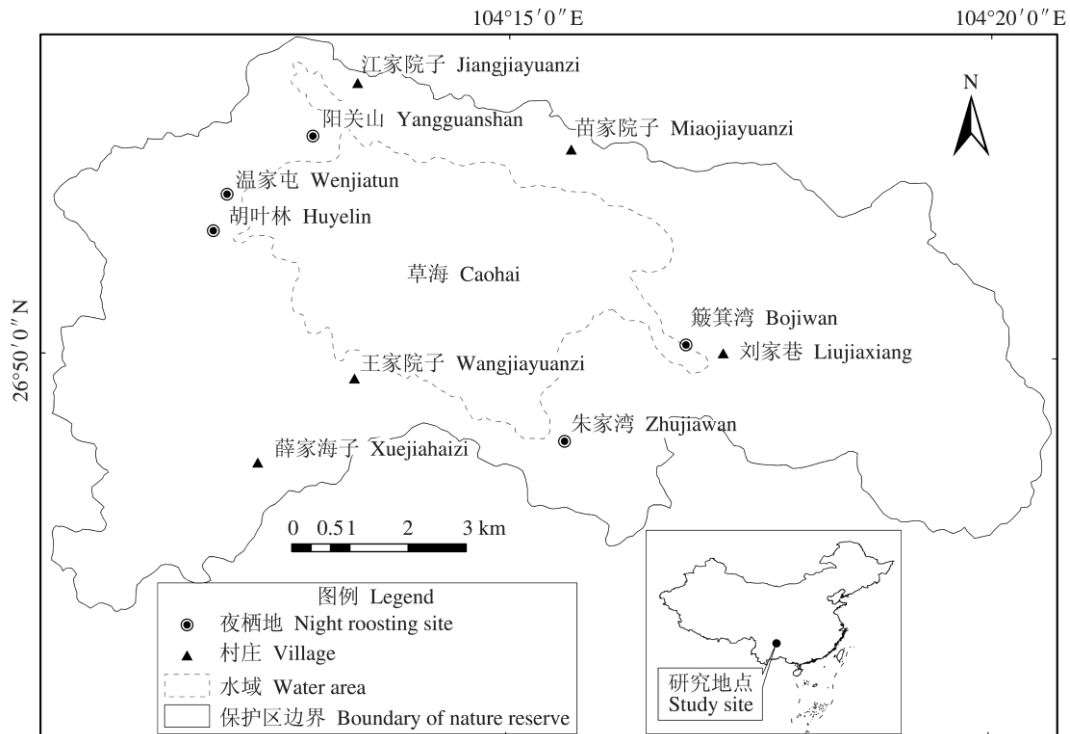 104°15′0″E
104°20′0″E
N
江家院子 Jiangjiayuanzi
阳关山 Yangguanshan
苗家院子 Miaojiayuanzi
温家屯 Wenjiatun
胡叶林 Huyelin
草海 Caohai
26°50′0″N
簸箕湾 Bojiwan
刘家巷 Liujiaxiang
王家院子 Wangjiayuanzi
朱家湾 Zhujiawan
薛家海子 Xuejiahaizi
0 0.5 1 2 3 km
图例 Legend
夜栖地 Night roosting site
村庄 Village
水域 Water area
保护区边界 Boundary of nature reserve
研究地点
Study site